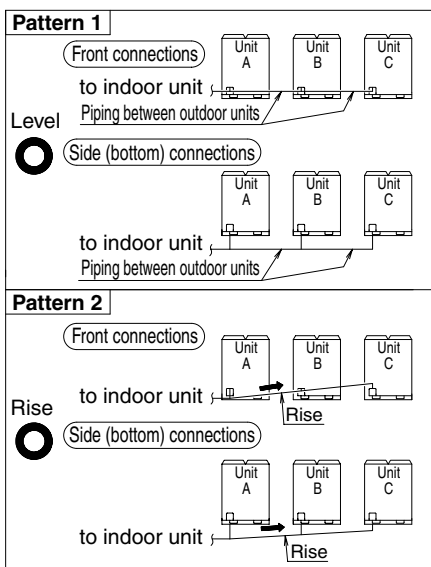 Pattern 1
Front connections
Unit A
Unit B
Unit C
to indoor unit
Piping between outdoor units
Level
Side (bottom) connections
Unit A
Unit B
Unit C
to indoor unit
Piping between outdoor units
Pattern 2
Front connections
Unit A
Unit B
Unit C
to indoor unit
Rise
Rise
Side (bottom) connections
Unit A
Unit B
Unit C
to indoor unit
Rise